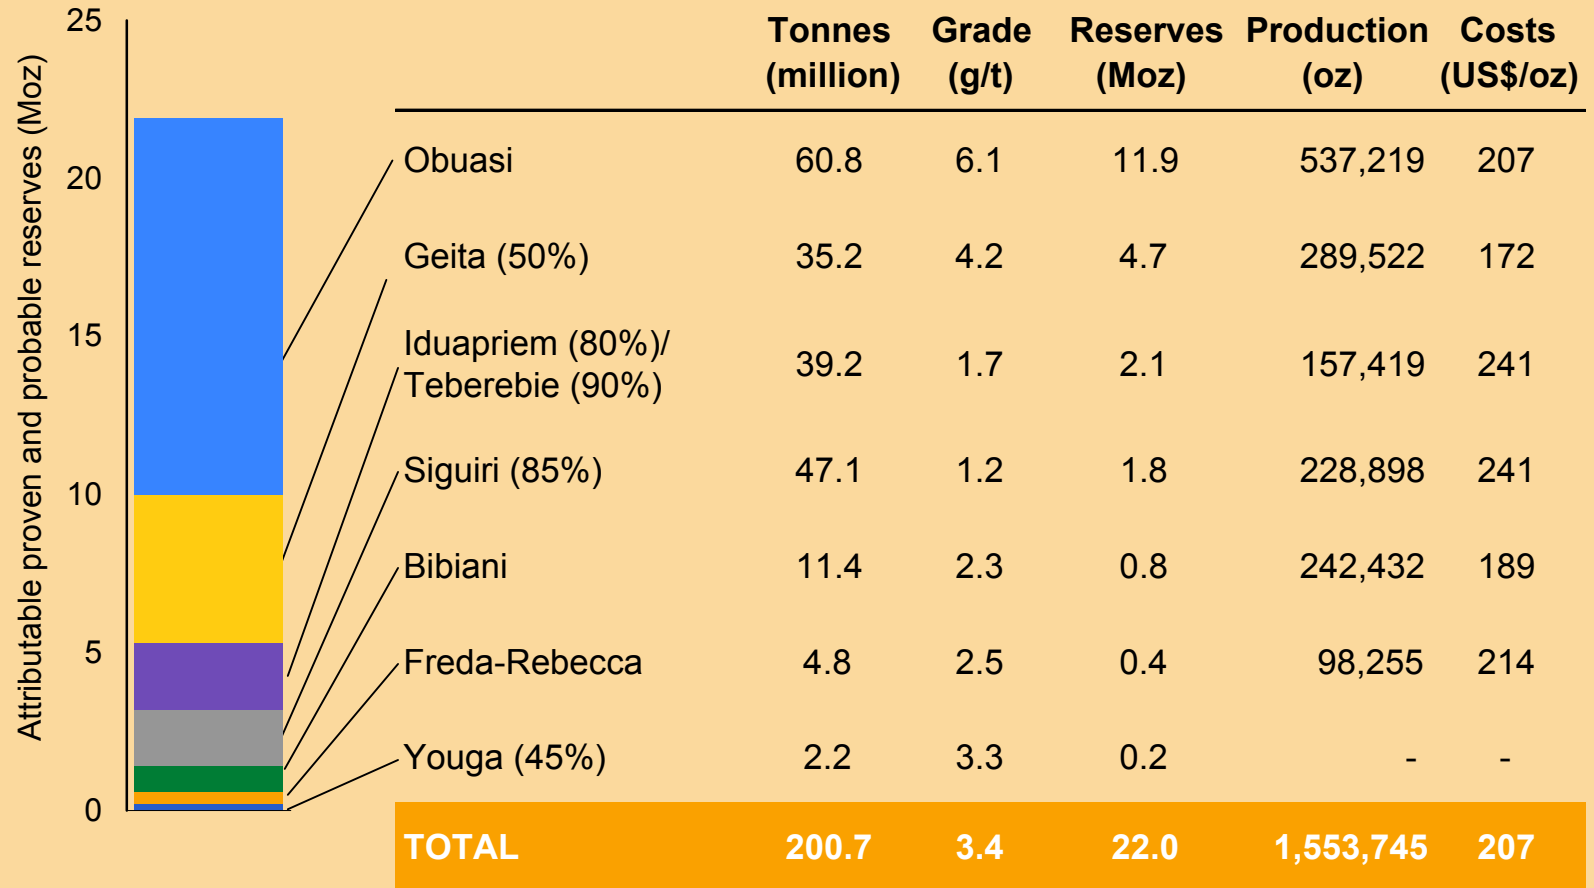 Attributable proven and probable reserves (Moz)
25
20
15
10
5
0
Tonnes Grade Reserves Production Costs
(million) (g/t) (Moz) (oz) (US$/oz)
Obuasi 60.8 6.1 11.9 537,219 207
Geita (50%) 35.2 4.2 4.7 289,522 172
Iduapriem (80%)/
Teberebie (90%) 39.2 1.7 2.1 157,419 241
Siguiri (85%) 47.1 1.2 1.8 228,898 241
Bibiani 11.4 2.3 0.8 242,432 189
Freda-Rebecca 4.8 2.5 0.4 98,255 214
Youga (45%) 2.2 3.3 0.2 - -
TOTAL 200.7 3.4 22.0 1,553,745 207